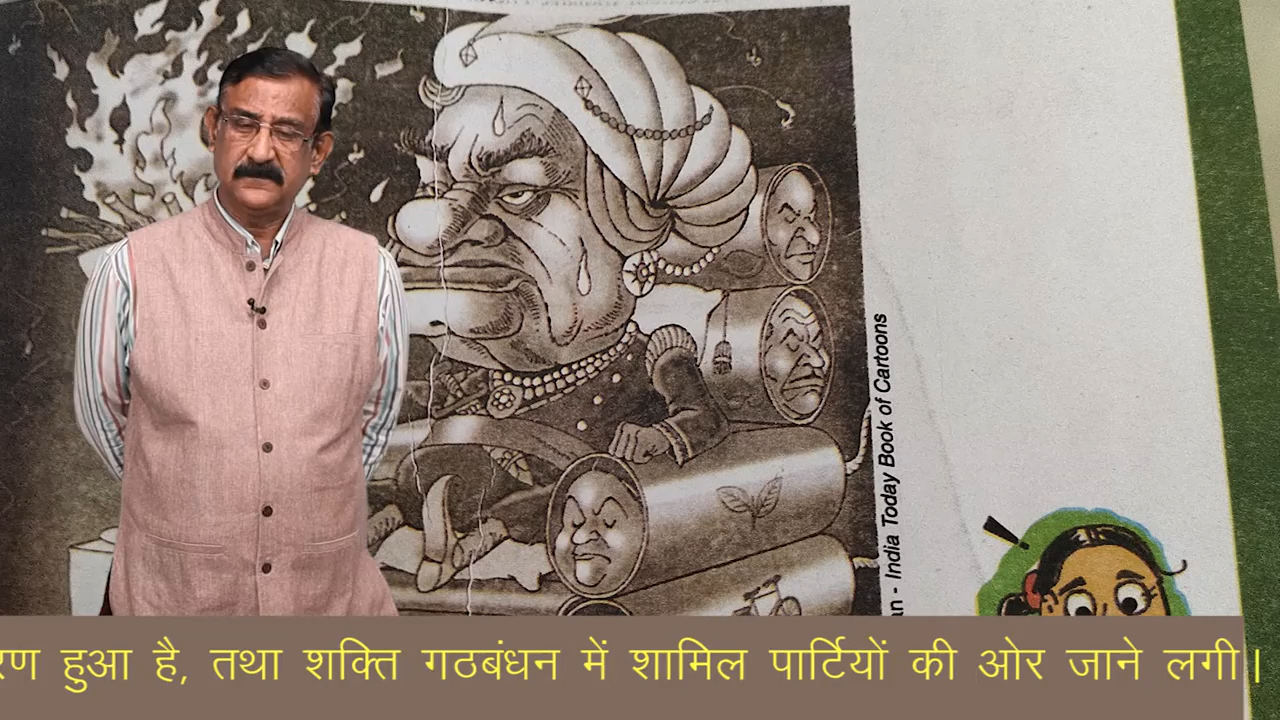 n - India Today Book of Cartoons
रण हुआ है, तथा शक्ति गठबंधन में शामिल पार्टियों की ओर जाने लगी।